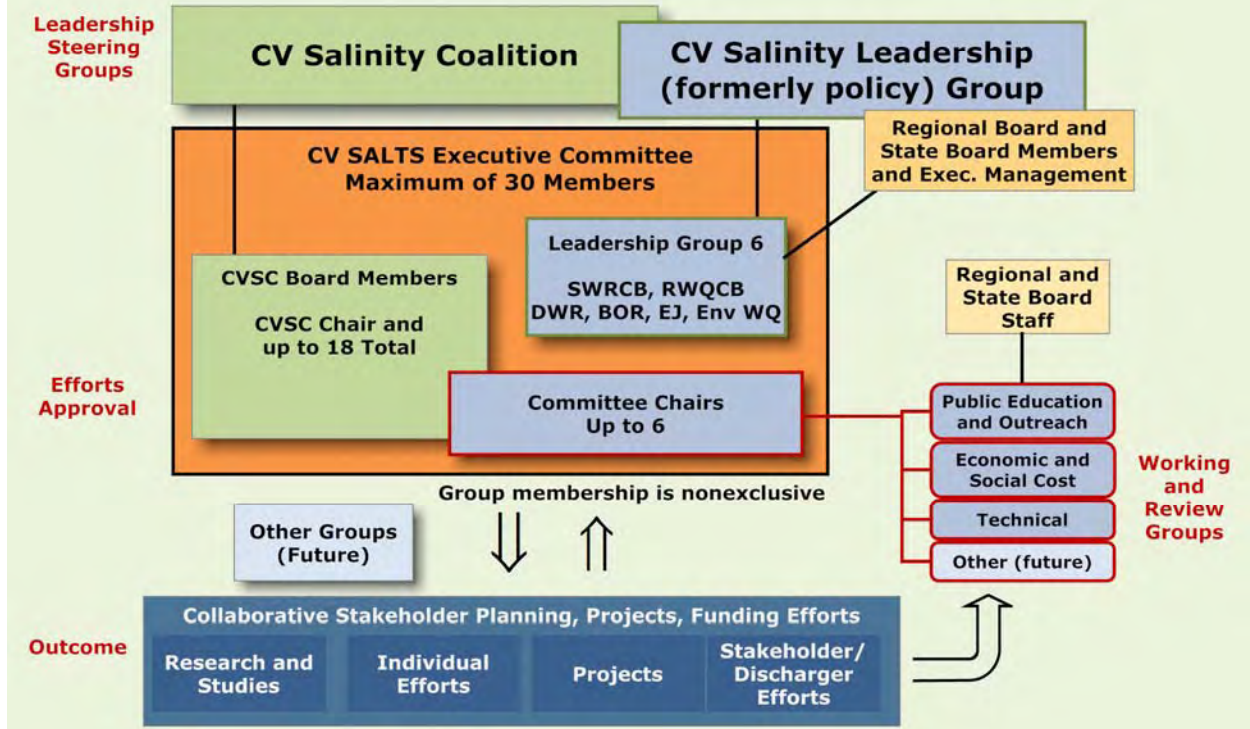 Leadership
Steering
Groups
CV Salinity Coalition
CV Salinity Leadership
(formerly policy) Group
Regional Board and
State Board Members
and Exec. Management
CV SALTS Executive Committee
Maximum of 30 Members
Leadership Group 6
SWRCB, RWQCB
DWR, BOR, EJ, Env WQ
CVSC Board Members
CVSC Chair and
up to 18 Total
Regional and
State Board
Staff
Efforts
Approval
Committee Chairs
Up to 6
Public Education
and Outreach
Economic and
Social Cost
Technical
Other (future)
Working
and
Review
Groups
Group membership is nonexclusive
Other Groups
(Future)
Outcome
Collaborative Stakeholder Planning, Projects, Funding Efforts
Research and
Studies
Individual
Efforts
Projects
Stakeholder/
Discharger
Efforts